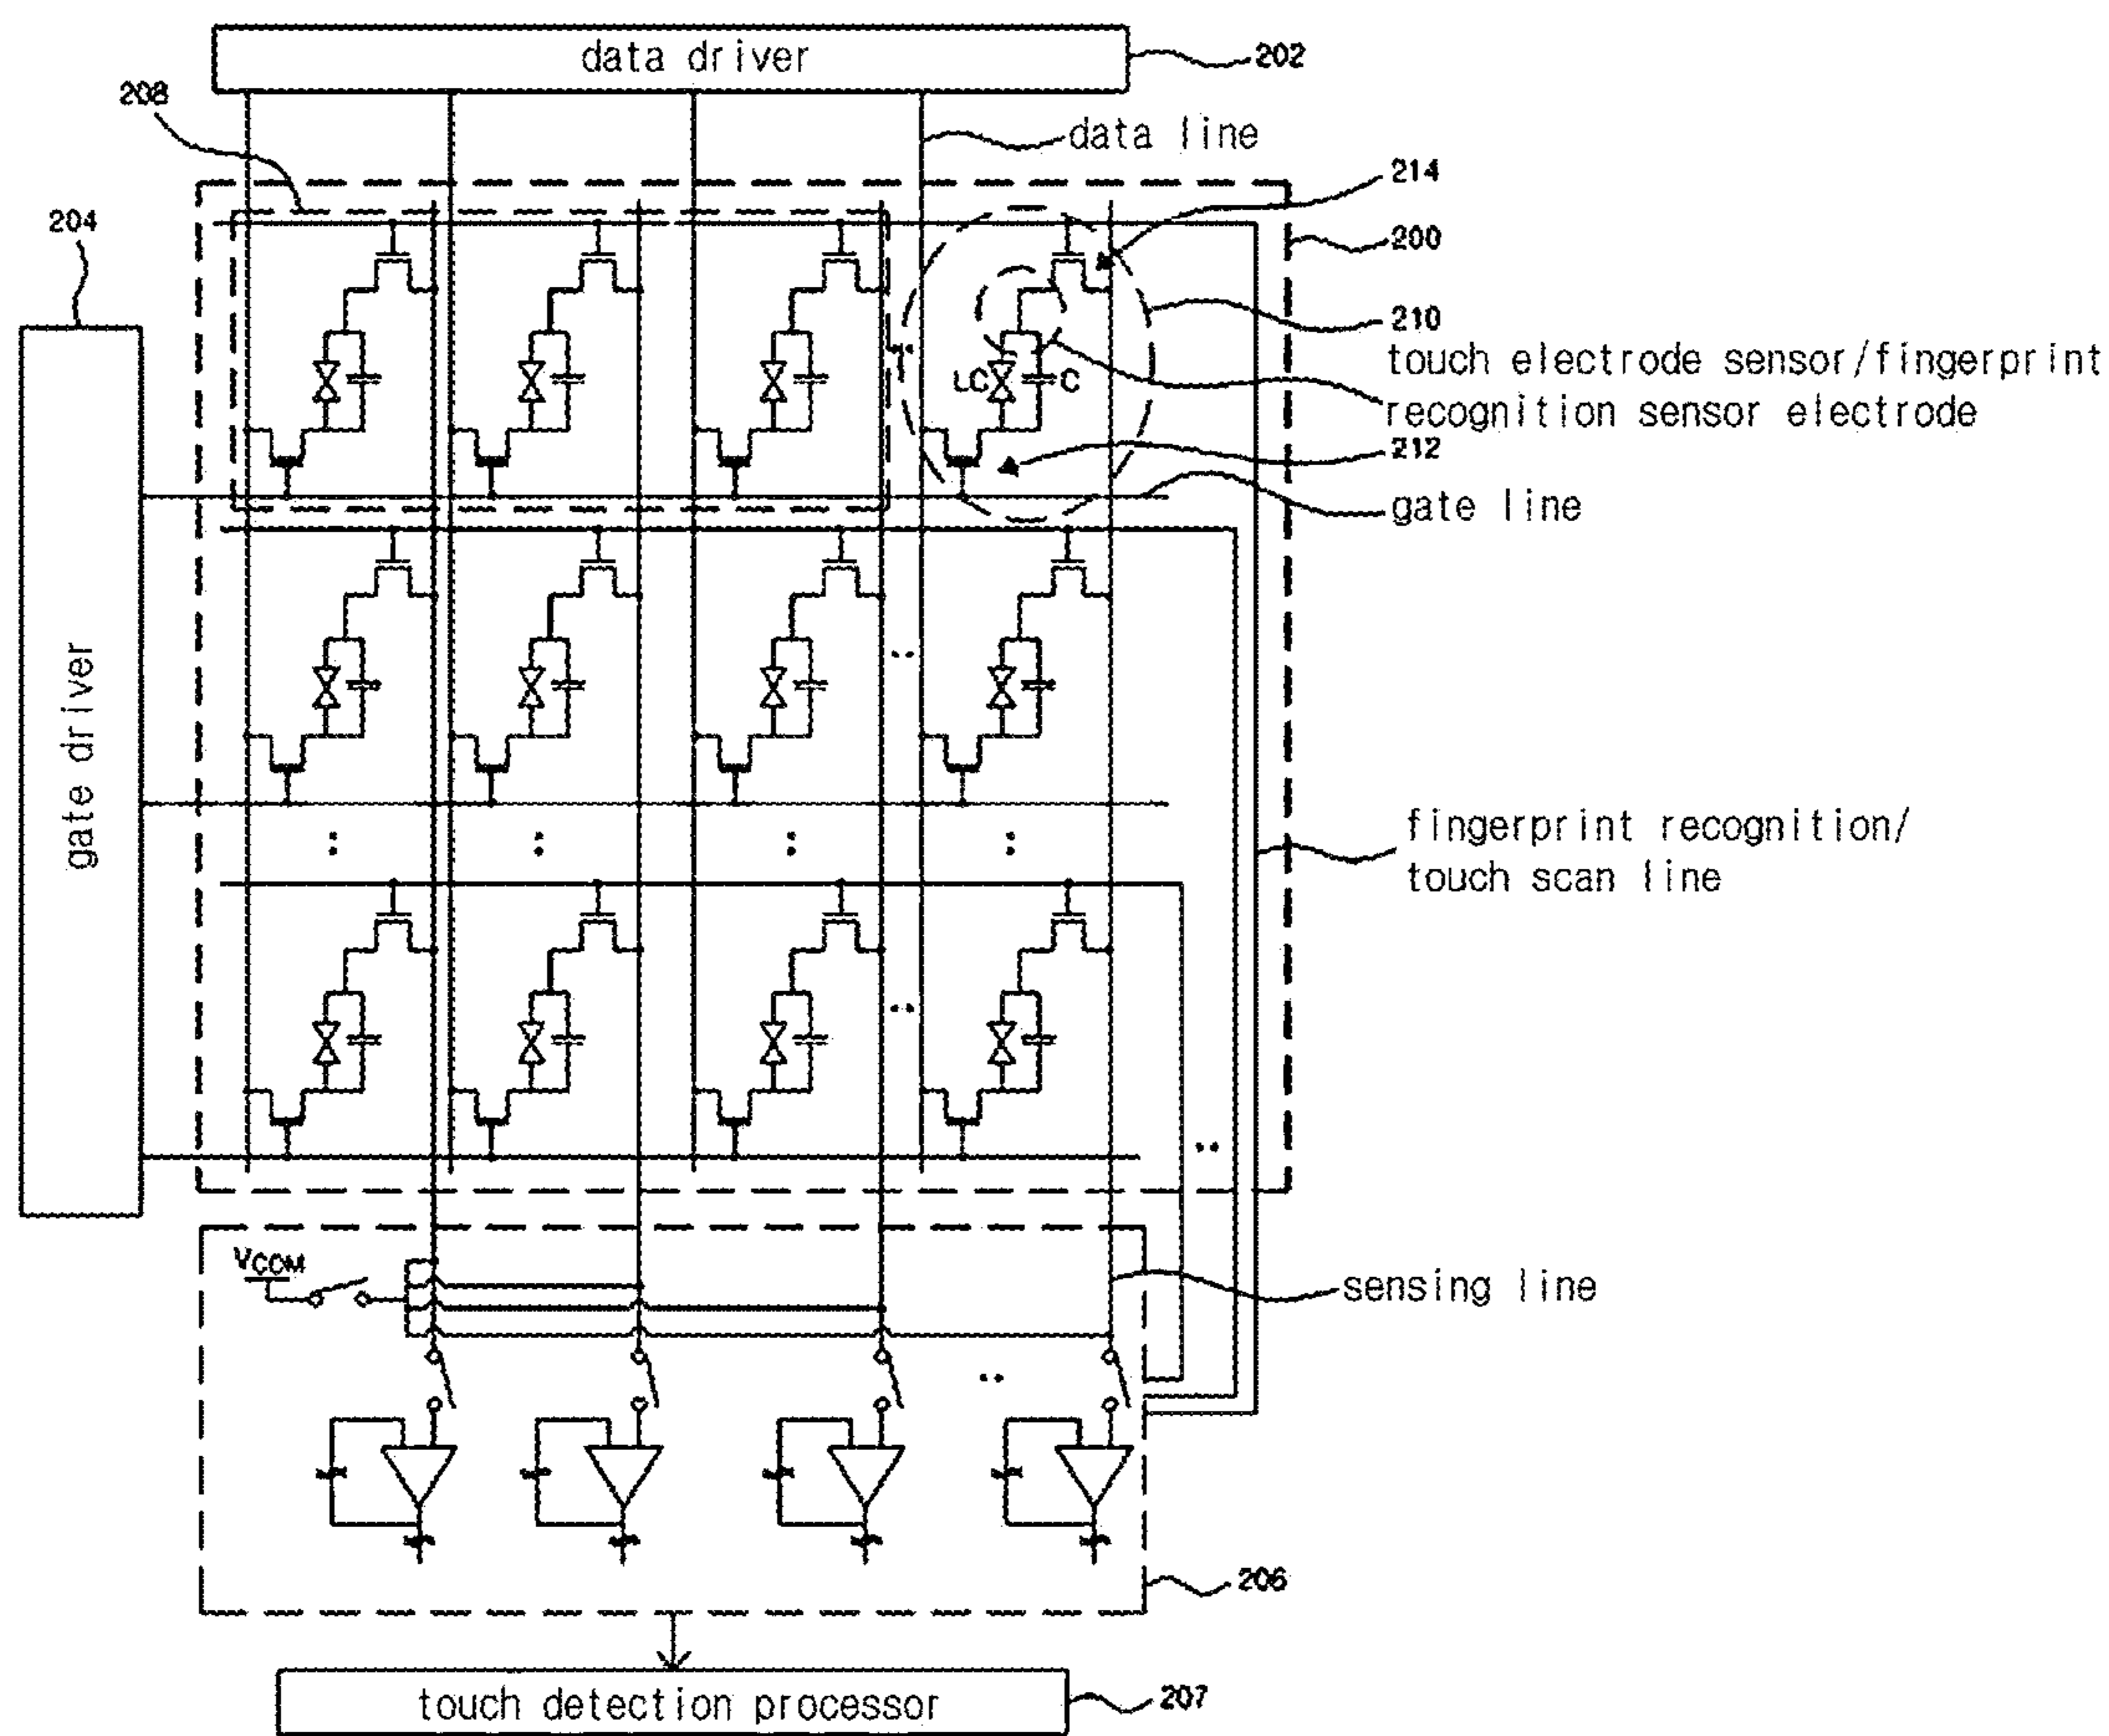 data driver
202
208
data line
214
204
200
210
touch electrode sensor/fingerprint
recognition sensor electrode
LC
C
212
gate line
gate driver
fingerprint recognition/
touch scan line
VCOM
sensing line
206
touch detection processor
207